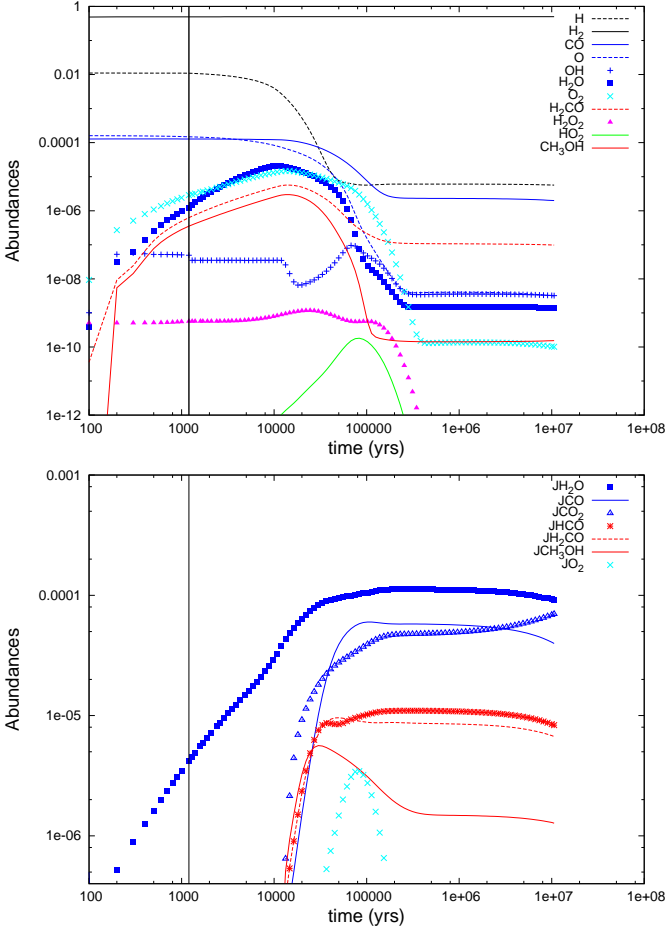 1
0.01
0.0001
1e-06
1e-08
1e-10
1e-12
Abundances
H
H2
CO
O
OH
H2O
O2
H2CO
H2O2
HO2
CH3OH
100 1000 10000 100000 1e+06 1e+07 1e+08
time (yrs)
0.001
0.0001
1e-05
1e-06
Abundances
JH2O
JCO
JCO2
JHCO
JH2CO
JCH3OH
JO2
100 1000 10000 100000 1e+06 1e+07 1e+08
time (yrs)